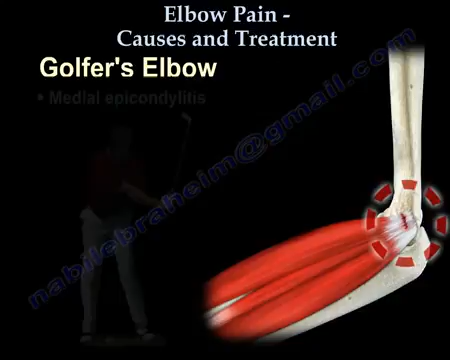 Elbow Pain -
Causes and Treatment
Golfer's Elbow
• Medial epicondylitis
nabilebraheim@gmail.com